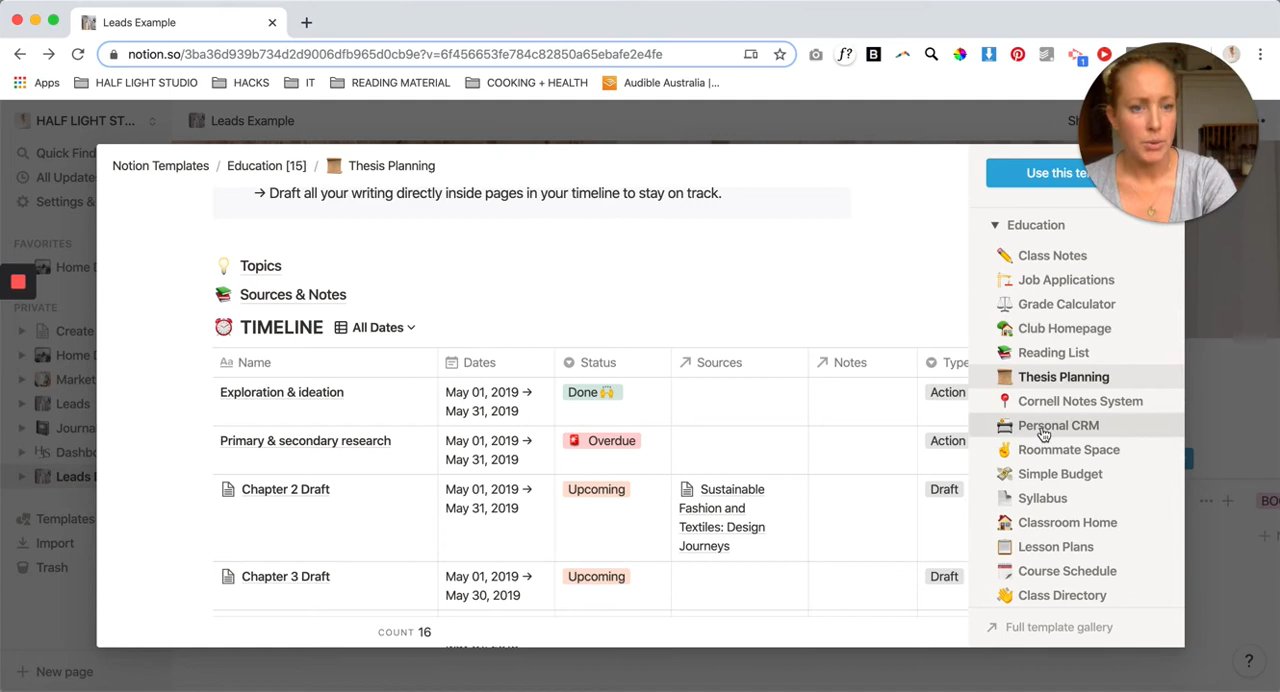 Leads Example
notion.so/3ba36d939b734d2d9006dfb965d0cb9e?v=6f456653fe784c82850a65ebafe2e4fe
f?
B
1
Apps
HALF LIGHT STUDIO
HACKS
IT
READING MATERIAL
COOKING + HEALTH
Audible Australia |...
HALF LIGHT ST...
Leads Example
Quick Find
All Updates
Settings &
FAVORITES
Home D
PRIVATE
Create
Home D
Market
Leads
Journa
H/S Dashbo
Leads E
Templates
Import
Trash
New page
Notion Templates / Education [15] / Thesis Planning
→ Draft all your writing directly inside pages in your timeline to stay on track.
Topics
Sources & Notes
TIMELINE All Dates
Aa Name Dates Status Sources Notes Type
Exploration & ideation May 01, 2019 → Done Action
May 31, 2019
Primary & secondary research May 01, 2019 → Overdue Action
May 31, 2019
Chapter 2 Draft May 01, 2019 → Upcoming Sustainable Draft
May 31, 2019 Fashion and
Textiles: Design
Journeys
Chapter 3 Draft May 01, 2019 → Upcoming Draft
May 30, 2019
COUNT 16
Use this te
Education
Class Notes
Job Applications
Grade Calculator
Club Homepage
Reading List
Thesis Planning
Cornell Notes System
Personal CRM
Roommate Space
Simple Budget
Syllabus
Classroom Home
Lesson Plans
Course Schedule
Class Directory
Full template gallery
BO
?